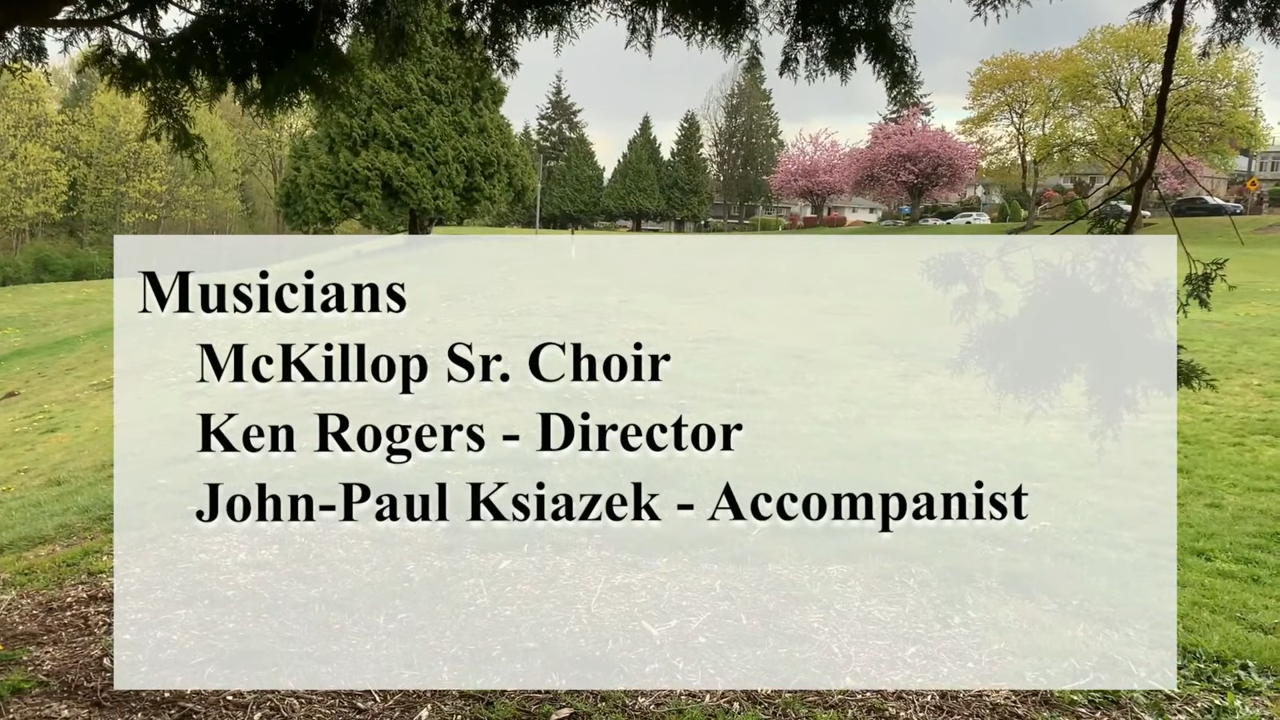 Musicians
McKillop Sr. Choir
Ken Rogers - Director
John-Paul Ksiazek - Accompanist